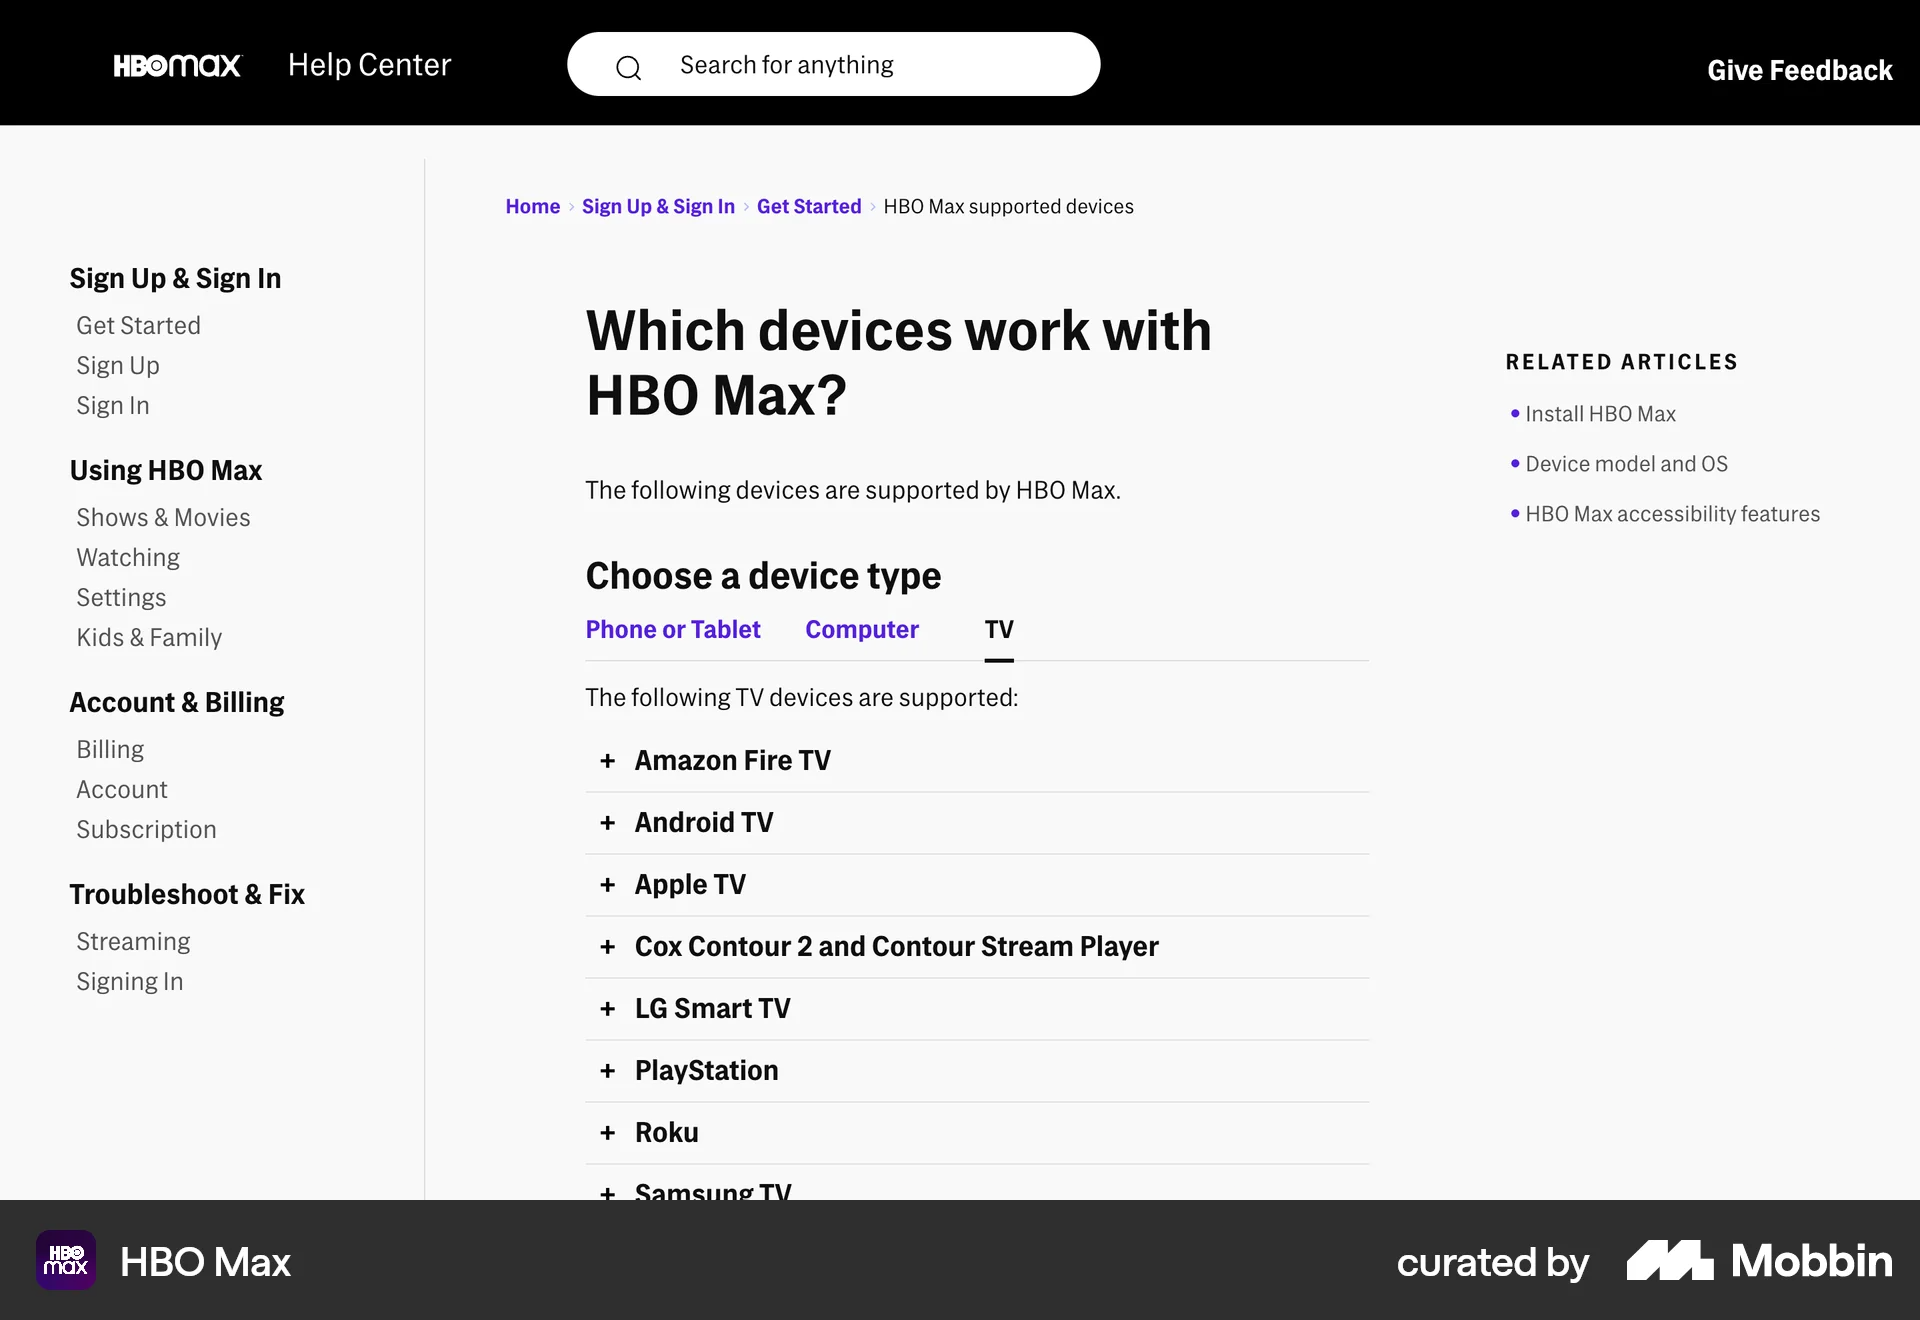 HBOmax
Help Center
Search for anything
Give Feedback
Home › Sign Up & Sign In › Get Started › HBO Max supported devices
Sign Up & Sign In
Get Started
Sign Up
Sign In
Using HBO Max
Shows & Movies
Watching
Settings
Kids & Family
Account & Billing
Billing
Account
Subscription
Troubleshoot & Fix
Streaming
Signing In
Which devices work with
HBO Max?
The following devices are supported by HBO Max.
Choose a device type
Phone or Tablet Computer TV
The following TV devices are supported:
+ Amazon Fire TV
+ Android TV
+ Apple TV
+ Cox Contour 2 and Contour Stream Player
+ LG Smart TV
+ PlayStation
+ Roku
+ Samsung TV
RELATED ARTICLES
• Install HBO Max
• Device model and OS
• HBO Max accessibility features
HBO
max
HBO Max
curated by
Mobbin